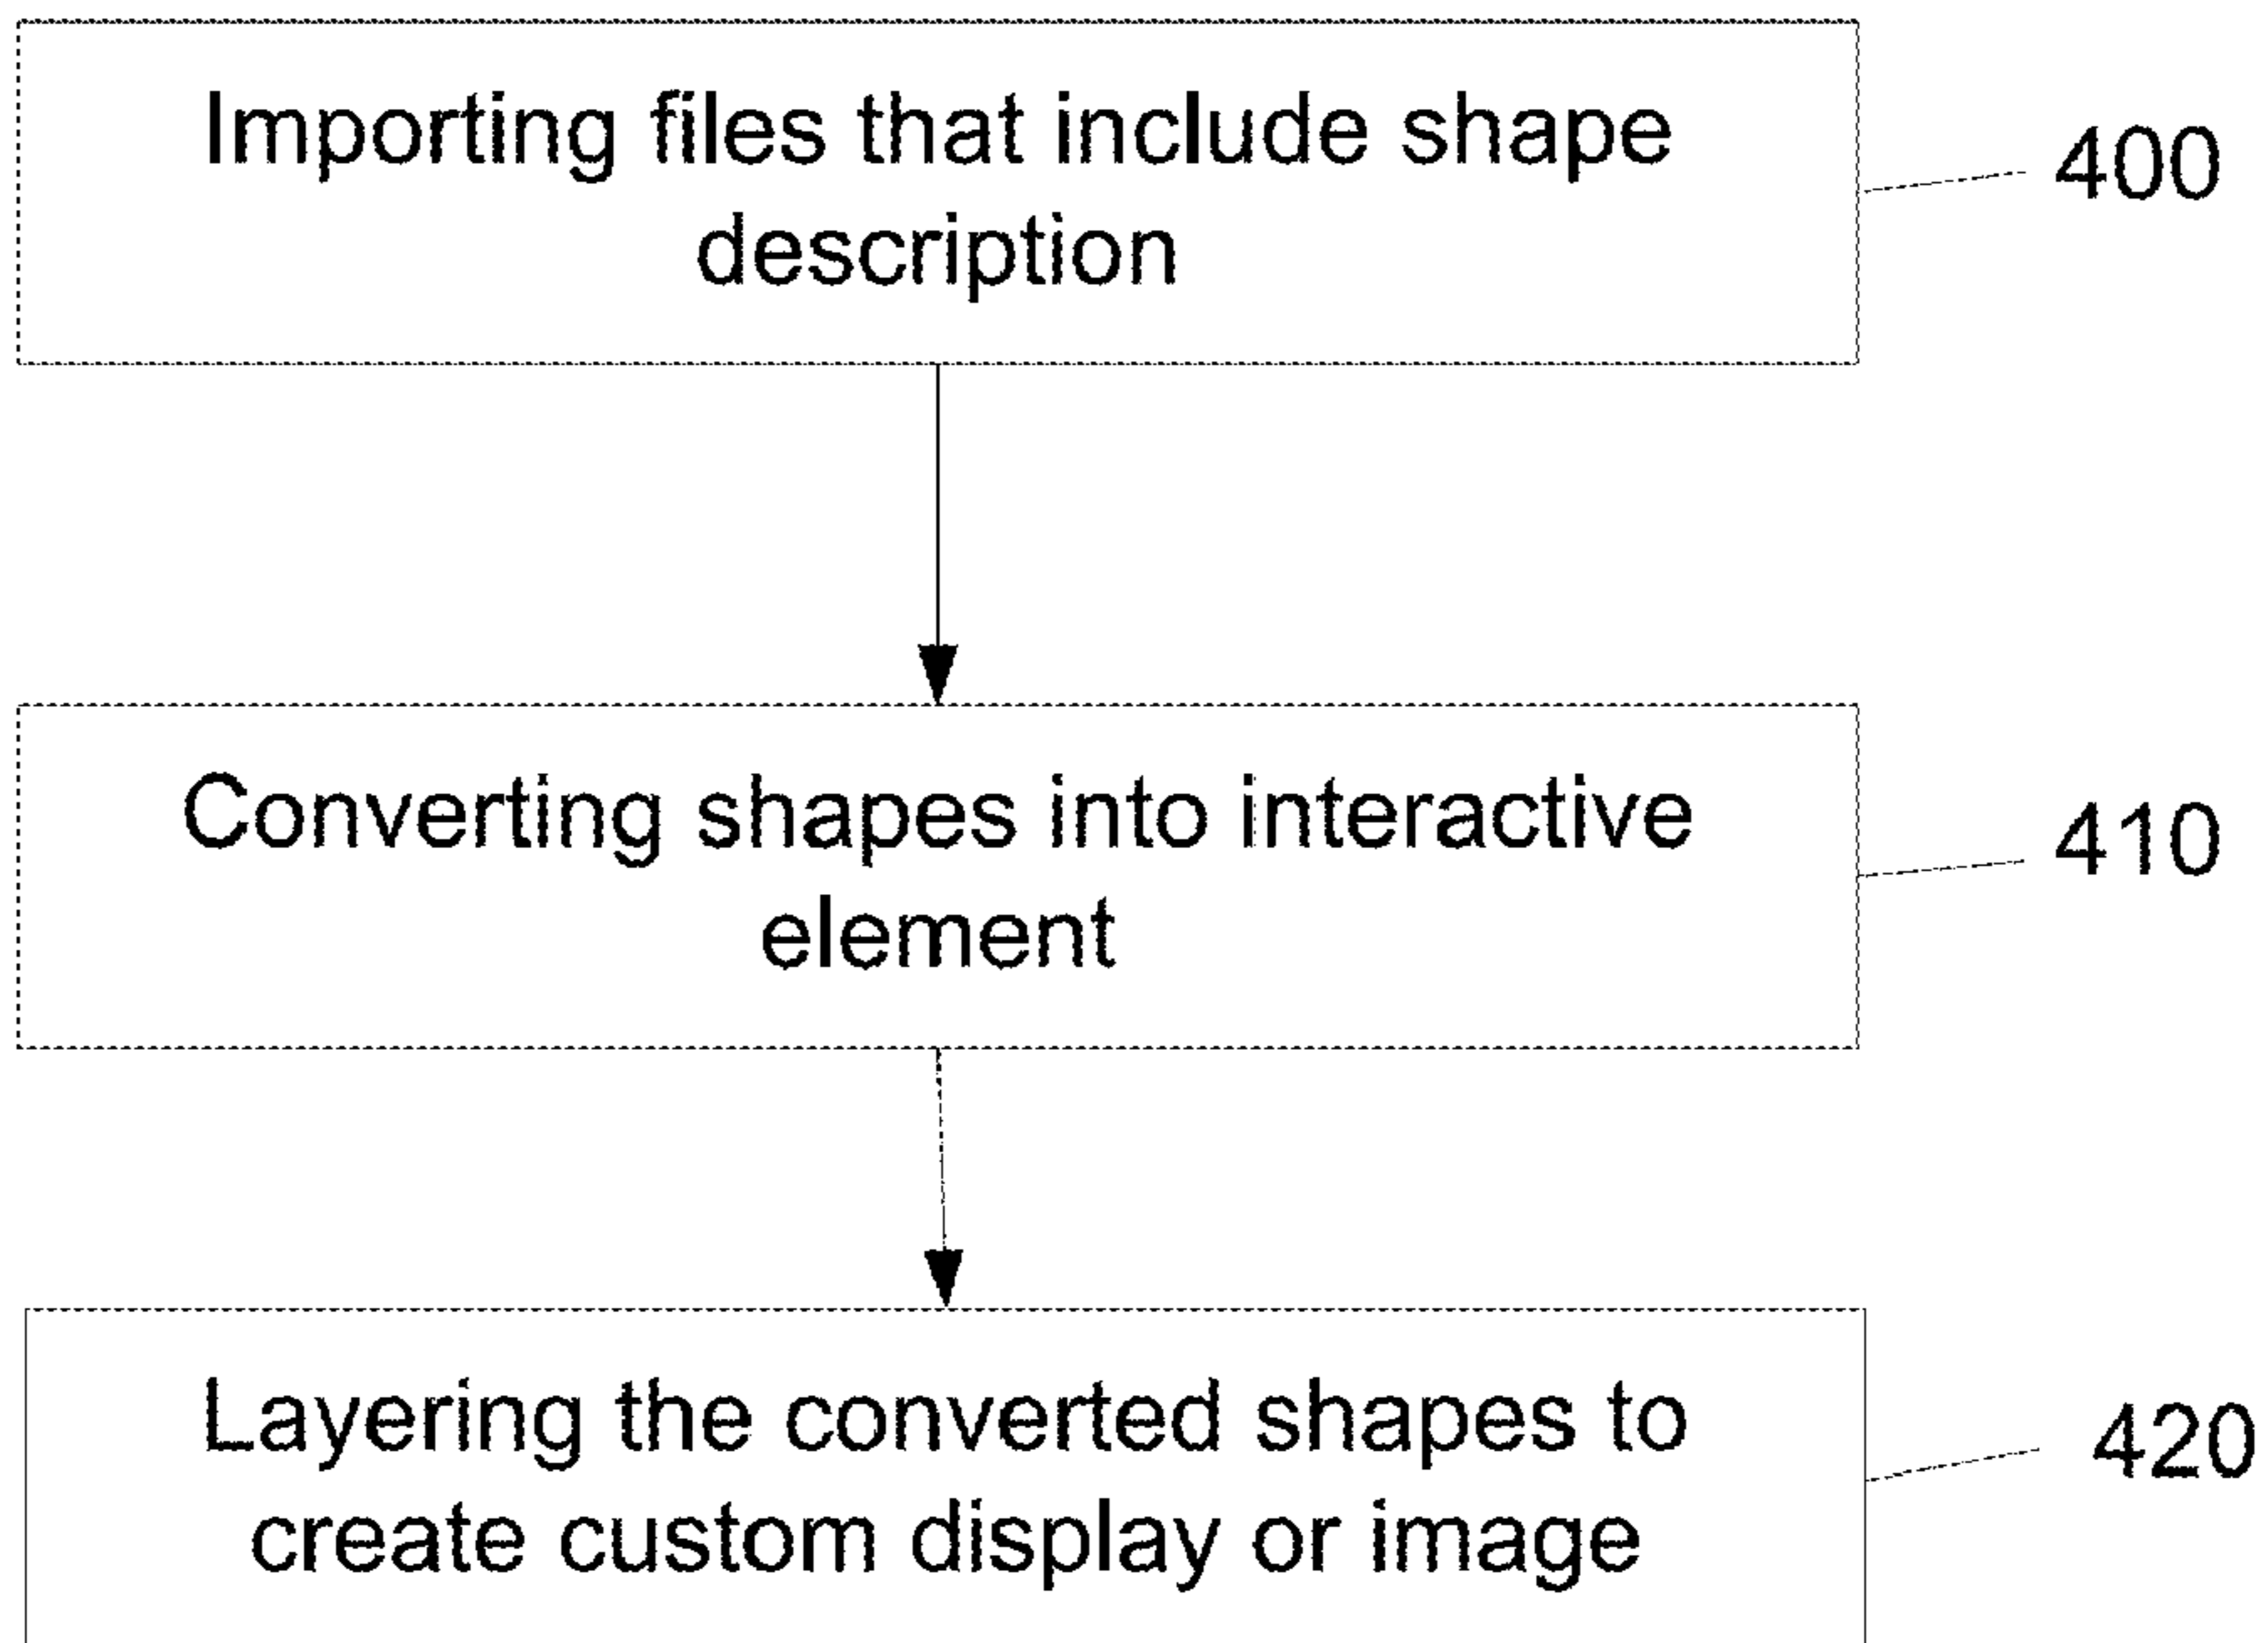 Importing files that include shape
description
400
Converting shapes into interactive
element
410
Layering the converted shapes to
create custom display or image
420